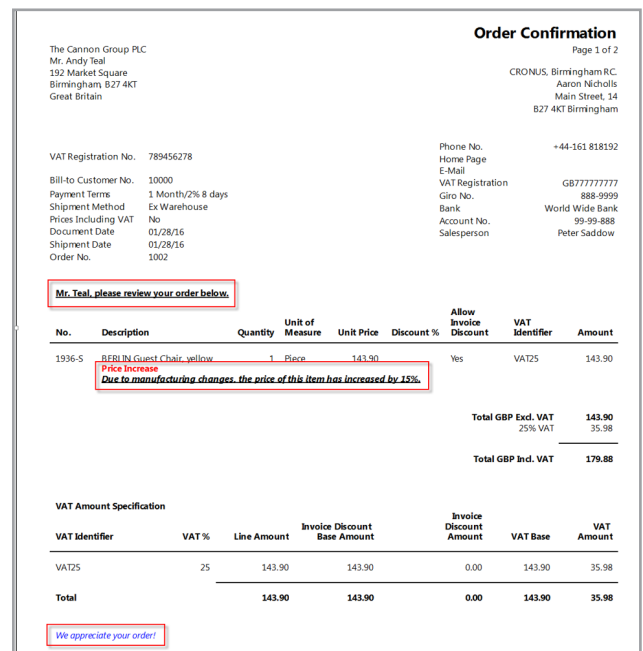 Order Confirmation
Page 1 of 2
The Cannon Group PLC
Mr. Andy Teal
192 Market Square
Birmingham, B27 4KT
Great Britain
CRONUS, Birmingham RC.
Aaron Nicholls
Main Street, 14
B27 4KT Birmingham
VAT Registration No. 789456278
Bill-to Customer No. 10000
Payment Terms 1 Month/2% 8 days
Shipment Method Ex Warehouse
Prices Including VAT No
Document Date 01/28/16
Shipment Date 01/28/16
Order No. 1002
Phone No. +44-161 818192
Home Page
E-Mail
VAT Registration GB777777777
Giro No. 888-9999
Bank World Wide Bank
Account No. 99-99-888
Salesperson Peter Saddow
Mr. Teal, please review your order below.
No. Description Quantity Unit of Measure Unit Price Discount % Allow Invoice Discount VAT Identifier Amount
1936-S BERLIN Guest Chair, yellow 1 Piece 143.90 Yes VAT25 143.90
Price Increase
Due to manufacturing changes, the price of this item has increased by 15%.
Total GBP Excl. VAT 143.90
25% VAT 35.98
Total GBP Incl. VAT 179.88
VAT Amount Specification
VAT Identifier VAT % Line Amount Invoice Discount Base Amount Invoice Discount Amount VAT Base VAT Amount
VAT25 25 143.90 143.90 0.00 143.90 35.98
Total 143.90 143.90 0.00 143.90 35.98
We appreciate your order!